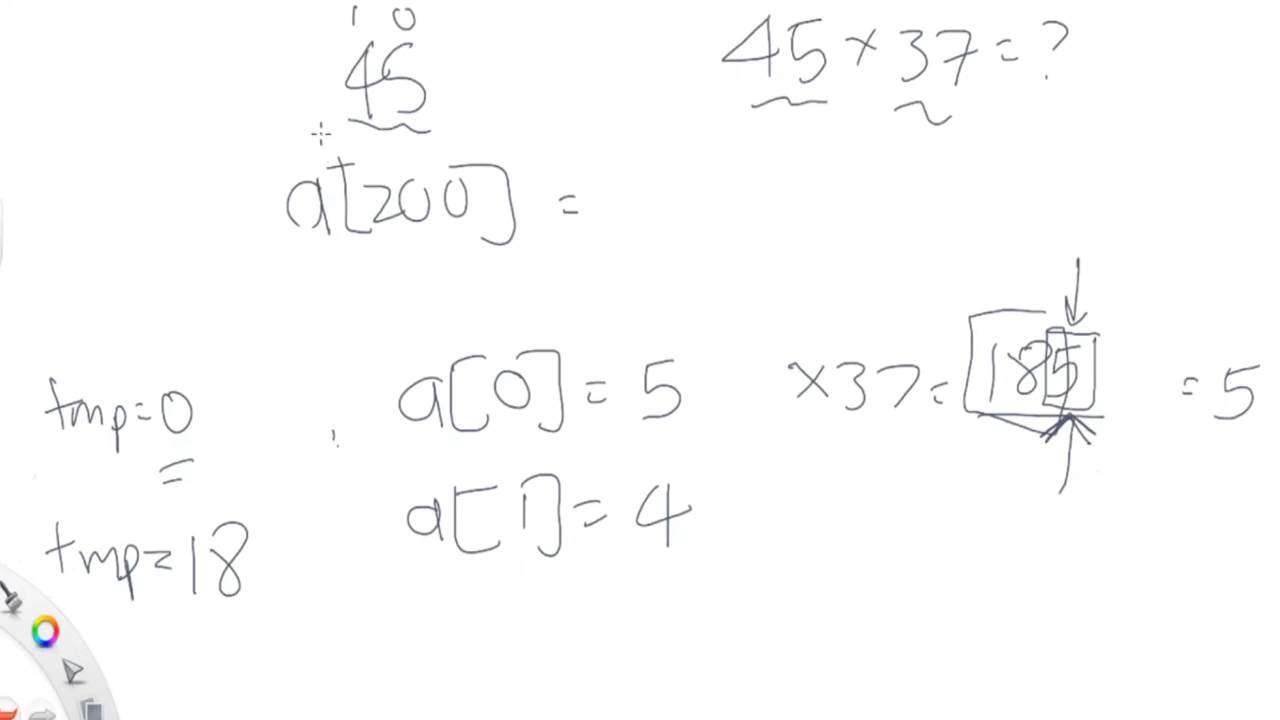 1 0
45
45×37=?
a[200] =
tmp=0
a[0]=5 ×37=185 =5
a[1]=4
tmp=18